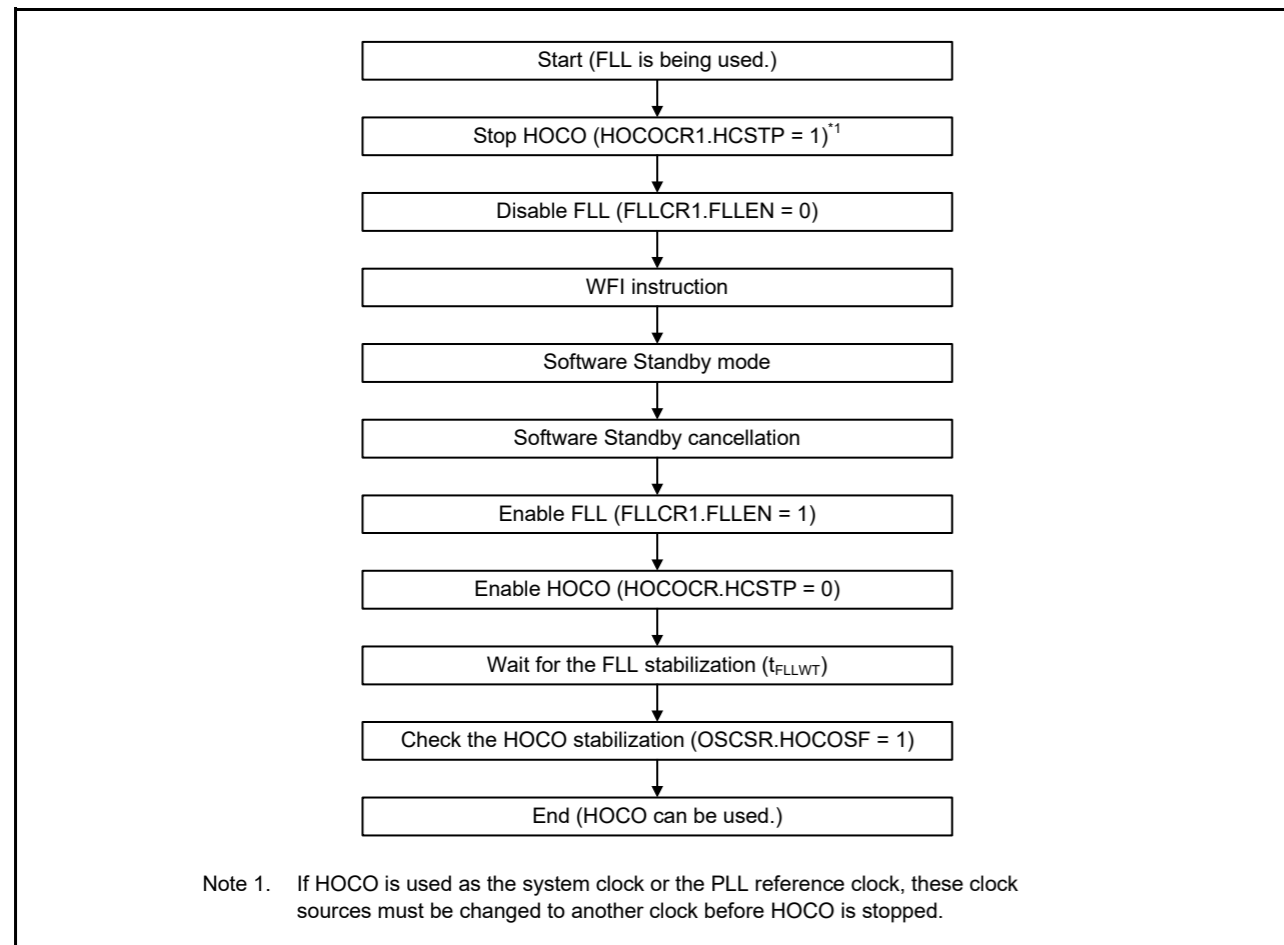 Start (FLL is being used.)
Stop HOCO (HOCOCR1.HCSTP = 1)*1
Disable FLL (FLLCR1.FLLEN = 0)
WFI instruction
Software Standby mode
Software Standby cancellation
Enable FLL (FLLCR1.FLLEN = 1)
Enable HOCO (HOCOCR.HCSTP = 0)
Wait for the FLL stabilization (tFLLWT)
Check the HOCO stabilization (OSCSR.HOCOSF = 1)
End (HOCO can be used.)
Note 1. If HOCO is used as the system clock or the PLL reference clock, these clock
sources must be changed to another clock before HOCO is stopped.